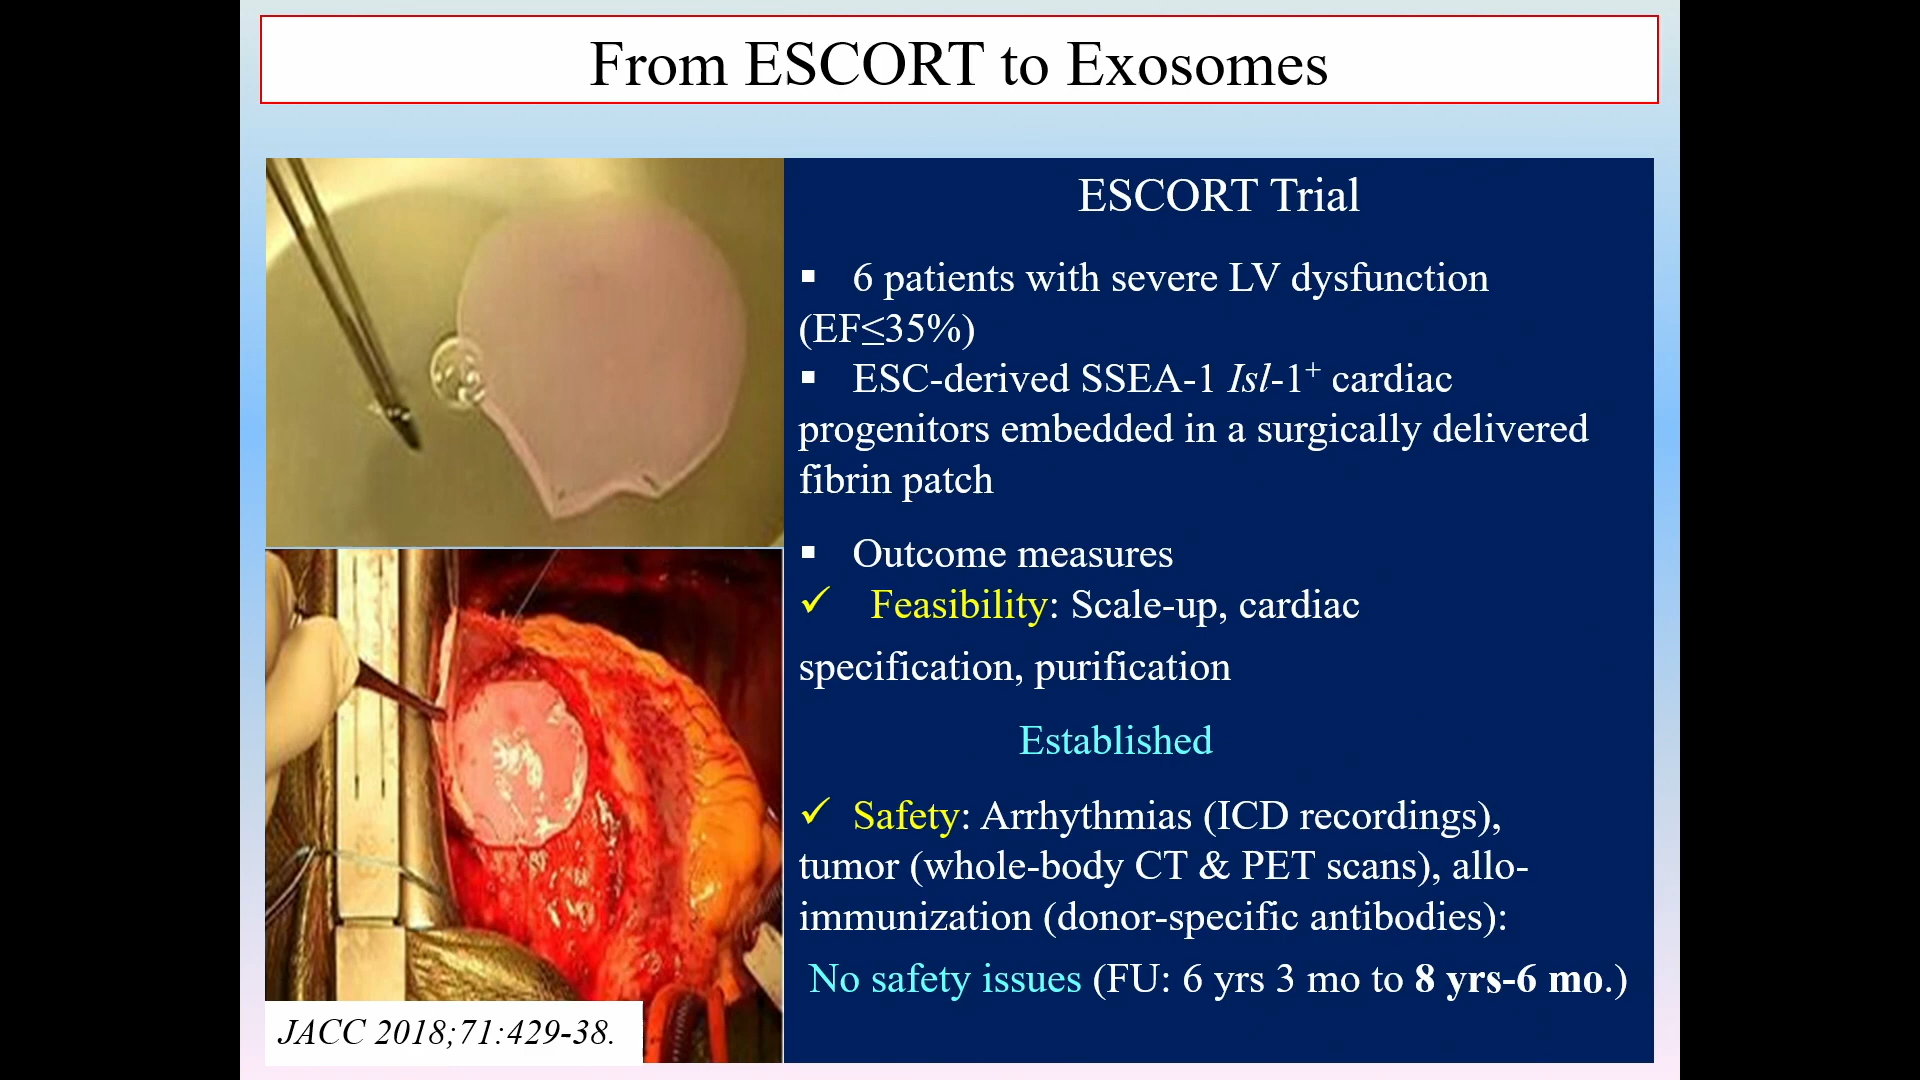 From ESCORT to Exosomes
ESCORT Trial
▪ 6 patients with severe LV dysfunction
(EF≤35%)
▪ ESC-derived SSEA-1 Isl-1⁺ cardiac
progenitors embedded in a surgically delivered
fibrin patch
▪ Outcome measures
✓ Feasibility: Scale-up, cardiac
specification, purification
Established
✓ Safety: Arrhythmias (ICD recordings),
tumor (whole-body CT & PET scans), allo-
immunization (donor-specific antibodies):
No safety issues (FU: 6 yrs 3 mo to 8 yrs-6 mo.)
JACC 2018;71:429-38.